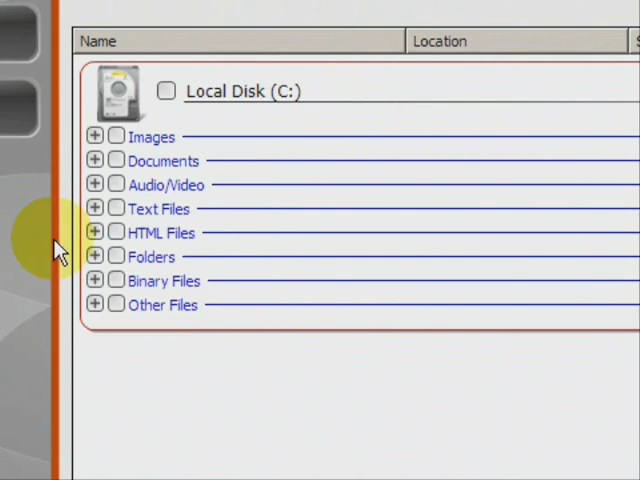 Name Location S
Local Disk (C:)
Images
Documents
Audio/Video
Text Files
HTML Files
Folders
Binary Files
Other Files